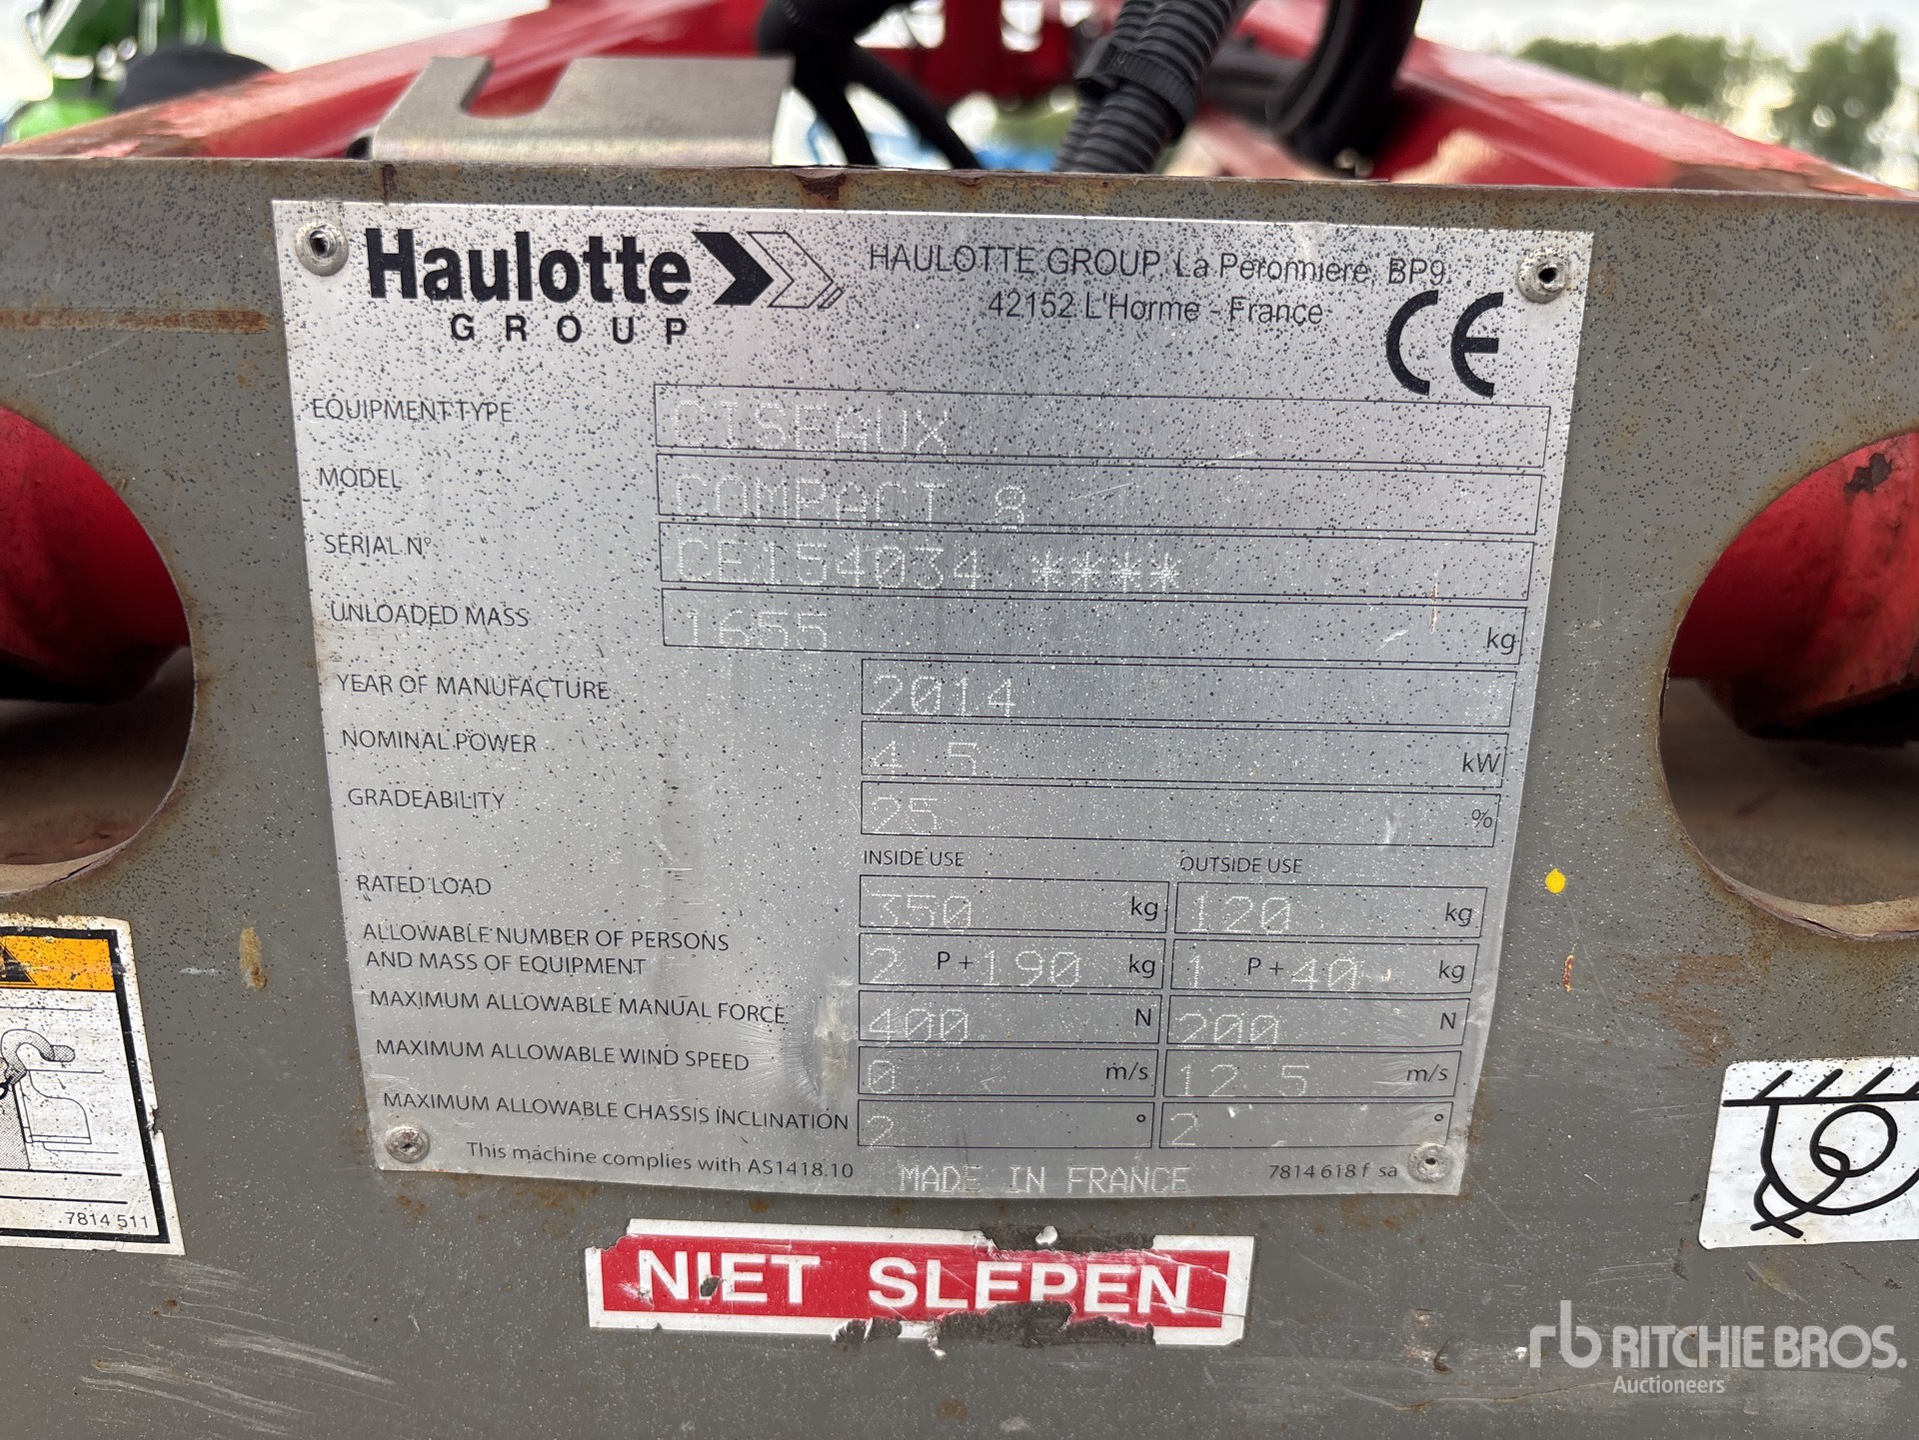 Haulotte
GROUP
HAULOTTE GROUP, La Peronniere, BP9.
42152 L'Horme - France
CE
EQUIPMENT TYPE CISEAUX
MODEL COMPACT 8
SERIAL N° CE154034 ****
UNLOADED MASS 1655 kg
YEAR OF MANUFACTURE 2014
NOMINAL POWER 4 5 kW
GRADEABILITY 25 %
INSIDE USE OUTSIDE USE
RATED LOAD 350 kg 120 kg
ALLOWABLE NUMBER OF PERSONS
AND MASS OF EQUIPMENT 2 P + 190 kg 1 P + 40 kg
MAXIMUM ALLOWABLE MANUAL FORCE 400 N 200 N
MAXIMUM ALLOWABLE WIND SPEED 0 m/s 12 5 m/s
MAXIMUM ALLOWABLE CHASSIS INCLINATION 2 ° 2 °
This machine complies with AS1418.10 MADE IN FRANCE 7814 618 f sa
7814 511
NIET SLEPEN
rb RITCHIE BROS.
Auctioneers